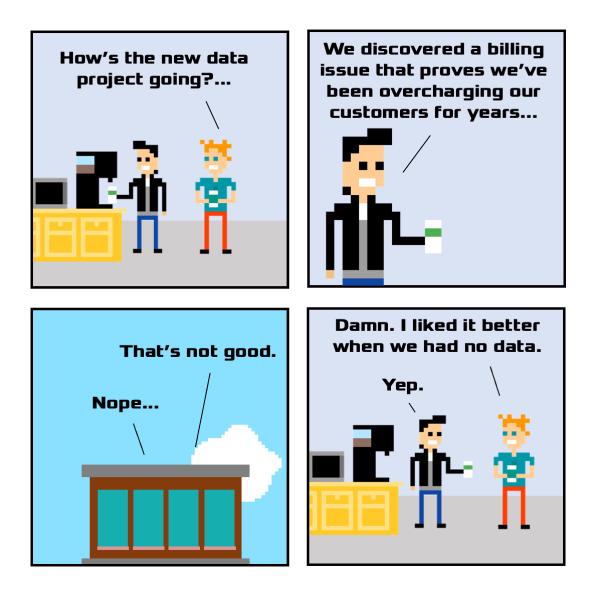 How's the new data
project going?...
We discovered a billing
issue that proves we've
been overcharging our
customers for years...
That's not good.
Nope...
Damn. I liked it better
when we had no data.
Yep.